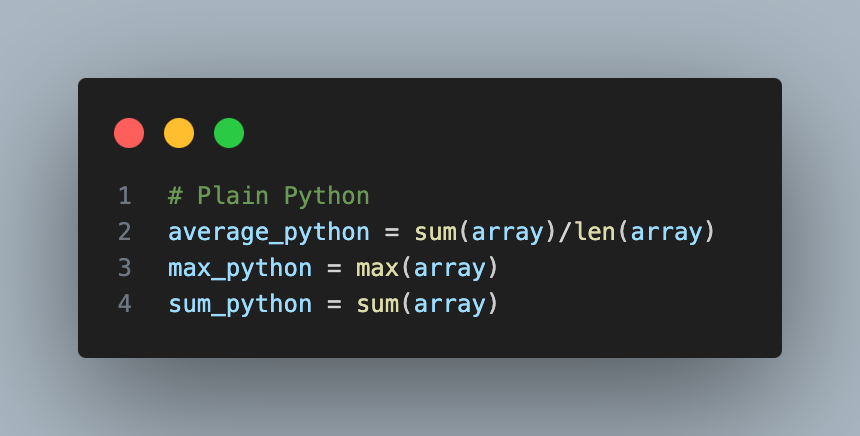 1 # Plain Python
2 average_python = sum(array)/len(array)
3 max_python = max(array)
4 sum_python = sum(array)